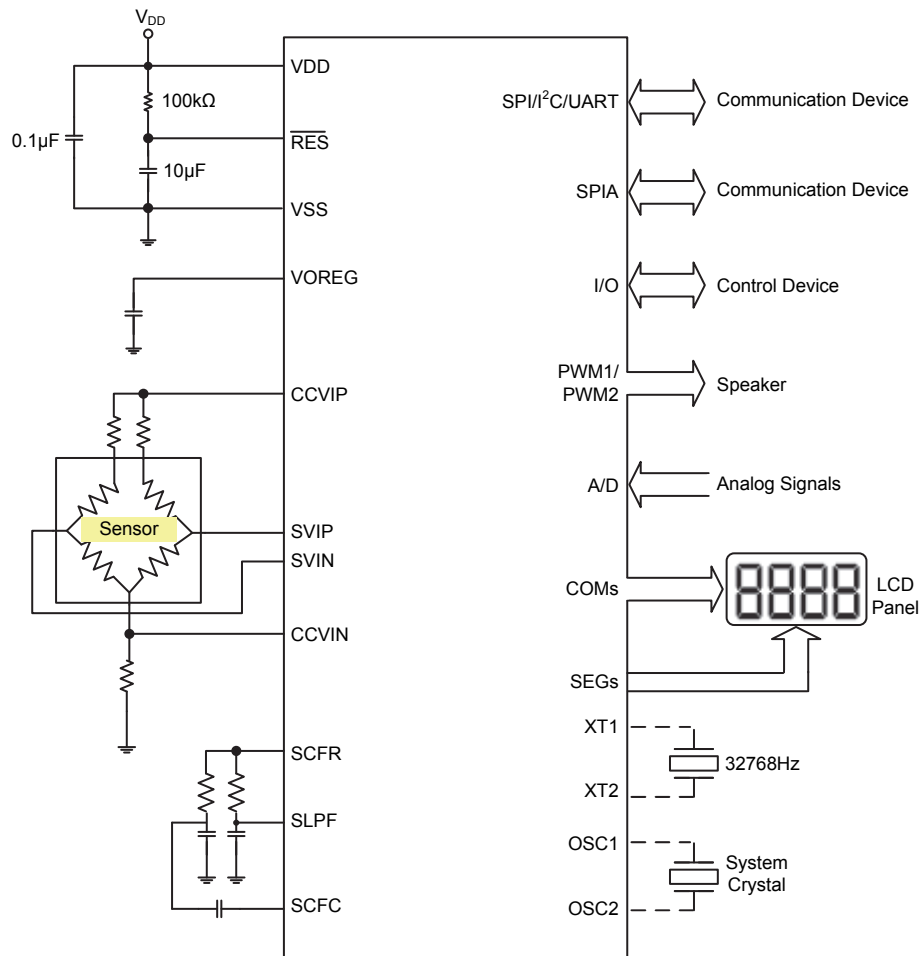 VDD
VDD
100kΩ
RES
0.1µF
10µF
VSS
VOREG
CCVIP
Sensor
SVIP
SVIN
CCVIN
SCFR
SLPF
SCFC
SPI/I²C/UART
Communication Device
SPIA
Communication Device
I/O
Control Device
PWM1/
PWM2
Speaker
A/D
Analog Signals
COMs
8888
LCD
Panel
SEGs
XT1
32768Hz
XT2
OSC1
System
Crystal
OSC2